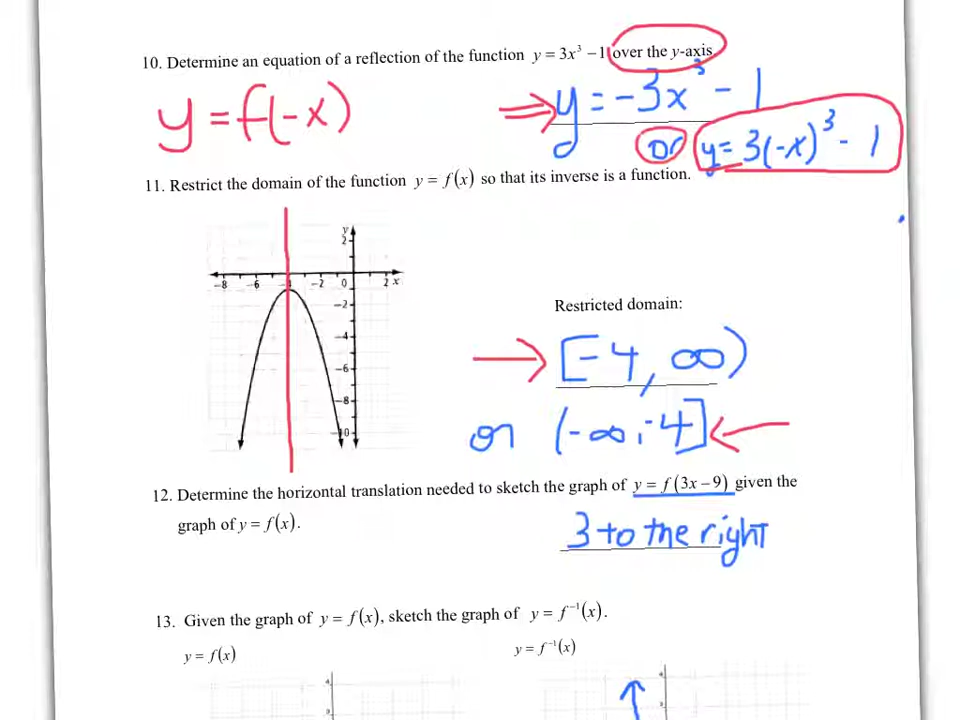 10. Determine an equation of a reflection of the function y = 3x³ −1 over the y-axis
y = f(-x)
⇒ y = -3x³ - 1
or y = 3(-x)³ - 1
11. Restrict the domain of the function y = f(x) so that its inverse is a function.
y
2
-8 -6 -2 0 2 x
-2
-4
-6
-8
-10
Restricted domain:
→ [-4, ∞)
or (-∞, -4] ←
12. Determine the horizontal translation needed to sketch the graph of y = f(3x − 9) given the
graph of y = f(x).
3 to the right
13. Given the graph of y = f(x), sketch the graph of y = f⁻¹(x).
y = f(x)
y = f⁻¹(x)